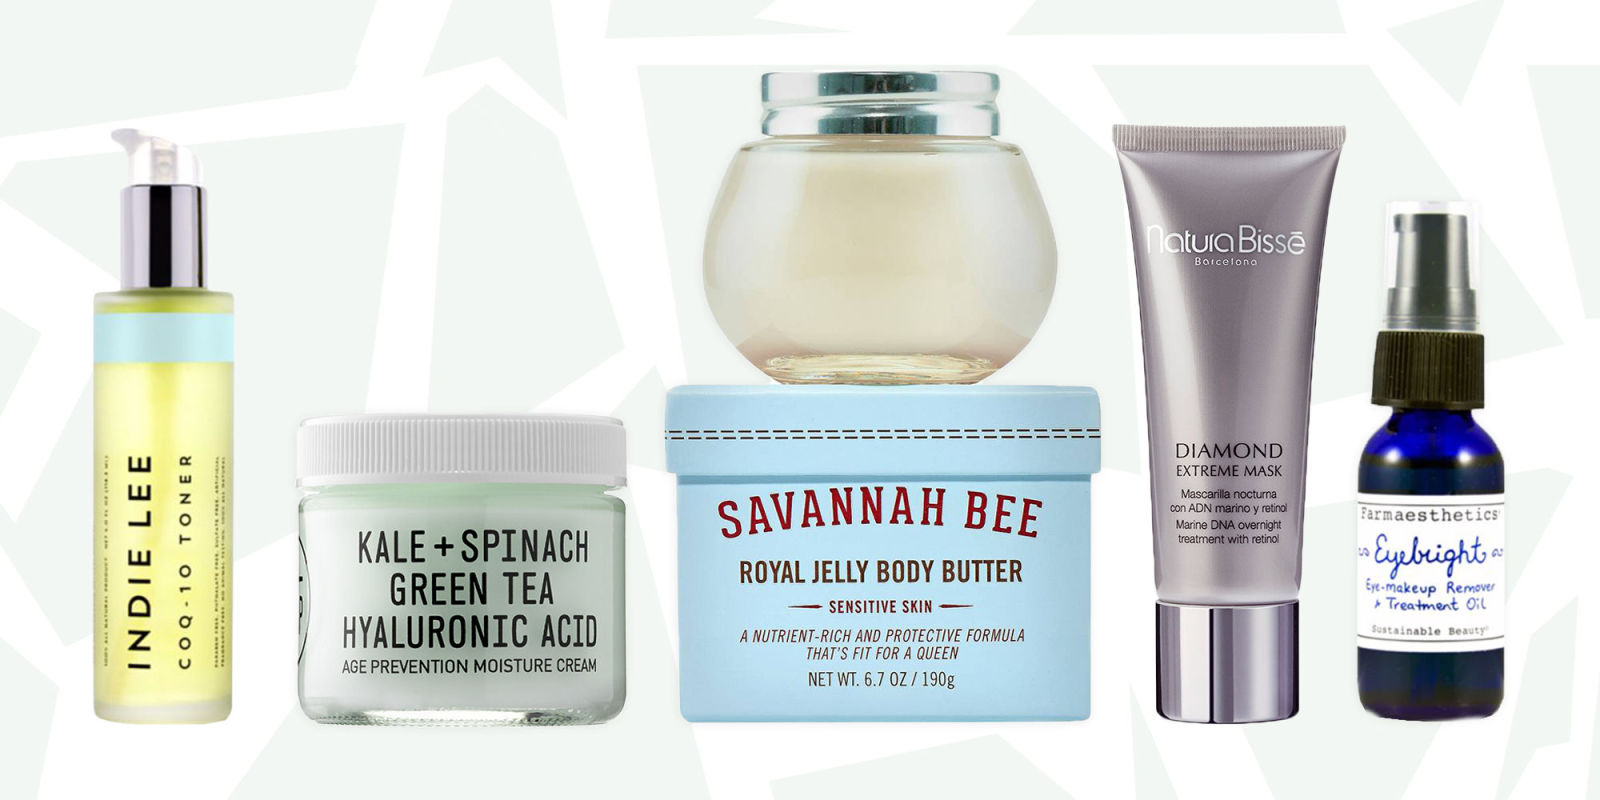 INDIE LEE
COQ-10 TONER
KALE + SPINACH
GREEN TEA
HYALURONIC ACID
AGE PREVENTION MOISTURE CREAM
SAVANNAH BEE
ROYAL JELLY BODY BUTTER
SENSITIVE SKIN
A NUTRIENT-RICH AND PROTECTIVE FORMULA
THAT'S FIT FOR A QUEEN
NET WT. 6.7 OZ / 190g
Natura Bissē
Barcelona
DIAMOND
EXTREME MASK
Mascarilla nocturna
con ADN marino y retinol
Marine DNA overnight
treatment with retinol
Farmaesthetics
Eyebright
Eye-makeup Remover
+ Treatment Oil
Sustainable Beauty